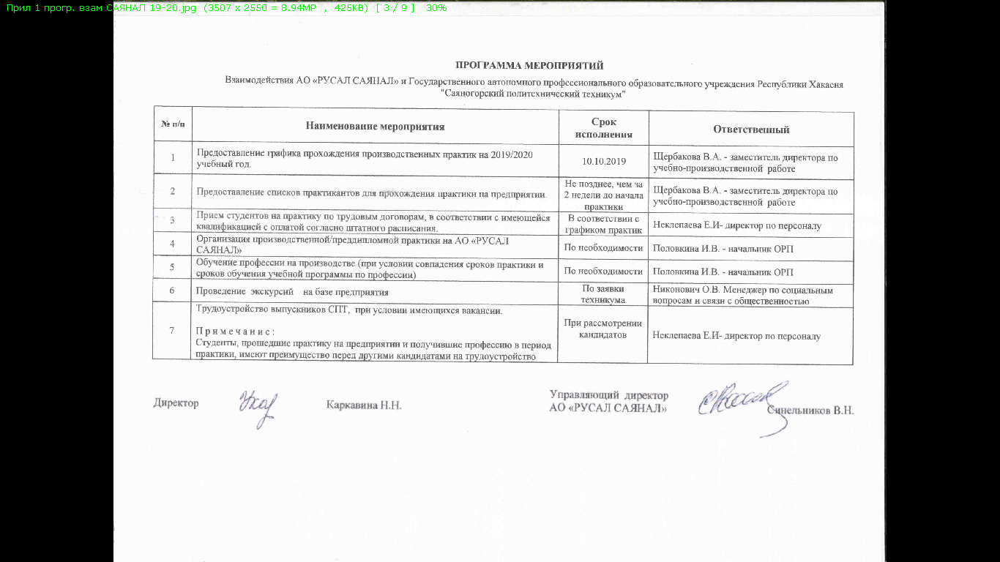 Прил 1 прогр. взам САЯНАЛ 19-20.jpg (3507 x 2550 = 8.94MP , 425KB) [ 3 / 9 ] 30%
ПРОГРАММА МЕРОПРИЯТИЙ
Взаимодействия АО «РУСАЛ САЯНАЛ» и Государственного автономного профессионального образовательного учреждения Республики Хакасия
"Саяногорский политехнический техникум"
№ п/п
Наименование мероприятия
Срок
исполнения
Ответственный
1
Предоставление графика прохождения производственных практик на 2019/2020
учебный год.
10.10.2019
Щербакова В.А. - заместитель директора по
учебно-производственной работе
2
Предоставление списков практикантов для прохождения практики на предприятии.
Не позднее, чем за
2 недели до начала
практики
Щербакова В.А. - заместитель директора по
учебно-производственной работе
3
Прием студентов на практику по трудовым договорам, в соответствии с имеющейся
квалификацией с оплатой согласно штатного расписания.
В соответствии с
графиком практик
Неклепаева Е.И- директор по персоналу
4
Организация производственной/преддипломной практики на АО «РУСАЛ
САЯНАЛ»
По необходимости
Половкина И.В. - начальник ОРП
5
Обучение профессии на производстве (при условии совпадения сроков практики и
сроков обучения учебной программы по профессии)
По необходимости
Половкина И.В. - начальник ОРП
6
Проведение экскурсий на базе предприятия
По заявки
техникума
Никонович О.В. Менеджер по социальным
вопросам и связи с общественностью
7
Трудоустройство выпускников СПТ, при условии имеющихся вакансии.
П р и м е ч а н и е :
Студенты, прошедшие практику на предприятии и получившие профессию в период
практики, имеют преимущество перед другими кандидатами на трудоустройство
При рассмотрении
кандидатов
Неклепаева Е.И- директор по персоналу
Директор
Каркавина Н.Н.
Управляющий директор
АО «РУСАЛ САЯНАЛ»
Синельников В.Н.